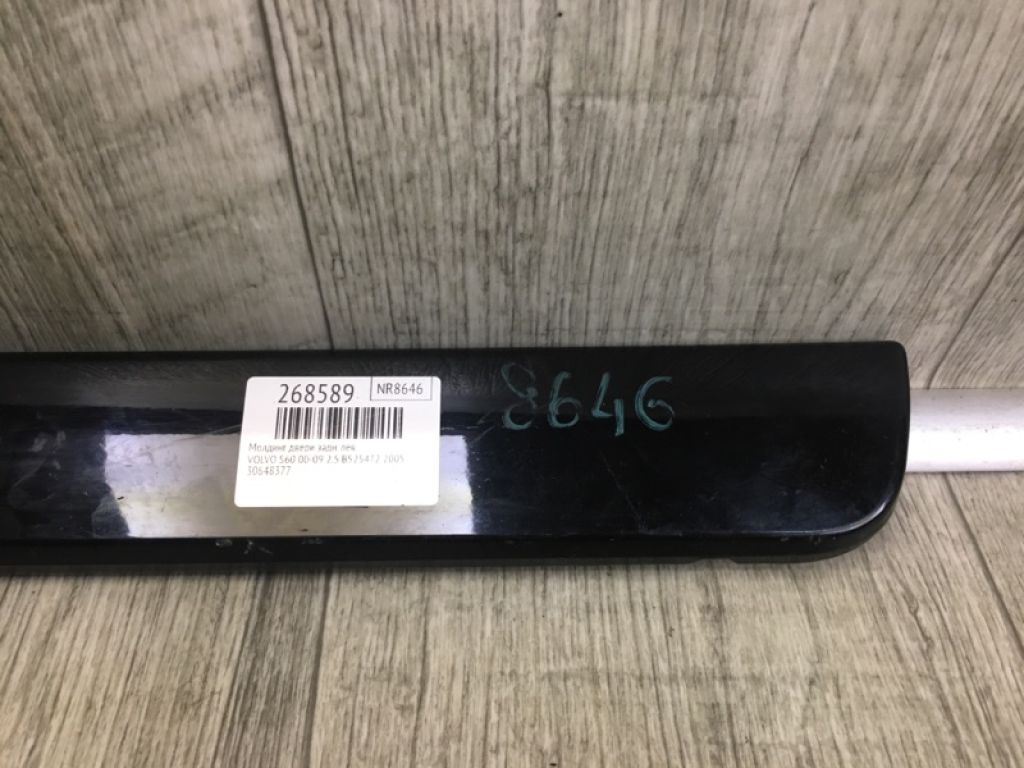 268589 NR8646
Молдинг двери задн лев
VOLVO S60 00-09 2.5 B5254T2 2005
30648377
8646